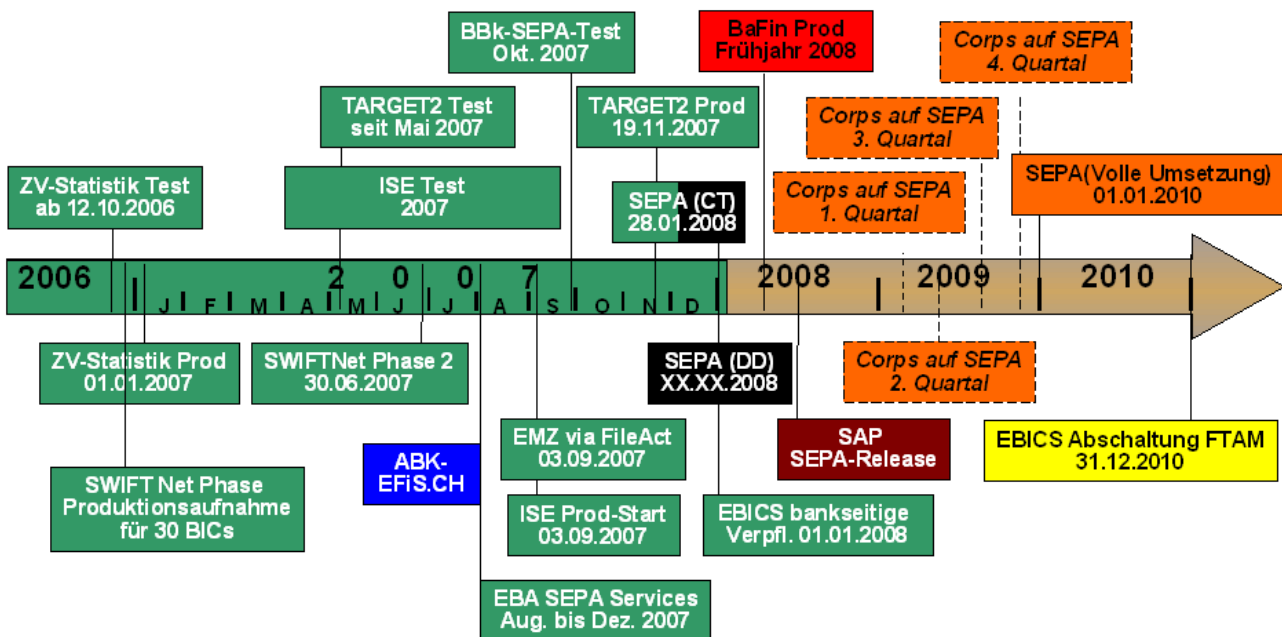 BBk-SEPA-Test
Okt. 2007
BaFin Prod
Frühjahr 2008
Corps auf SEPA
4. Quartal
TARGET2 Test
seit Mai 2007
TARGET2 Prod
19.11.2007
Corps auf SEPA
3. Quartal
ZV-Statistik Test
ab 12.10.2006
ISE Test
2007
SEPA (CT)
28.01.2008
Corps auf SEPA
1. Quartal
SEPA(Volle Umsetzung)
01.01.2010
2006 2 0 0 7 2008 2009 2010
J F M A M J J A S O N D
ZV-Statistik Prod
01.01.2007
SWIFTNet Phase 2
30.06.2007
SEPA (DD)
XX.XX.2008
Corps auf SEPA
2. Quartal
ABK-
EFiS.CH
EMZ via FileAct
03.09.2007
SAP
SEPA-Release
EBICS Abschaltung FTAM
31.12.2010
SWIFT Net Phase
Produktionsaufnahme
für 30 BICs
ISE Prod-Start
03.09.2007
EBICS bankseitige
Verpfl. 01.01.2008
EBA SEPA Services
Aug. bis Dez. 2007